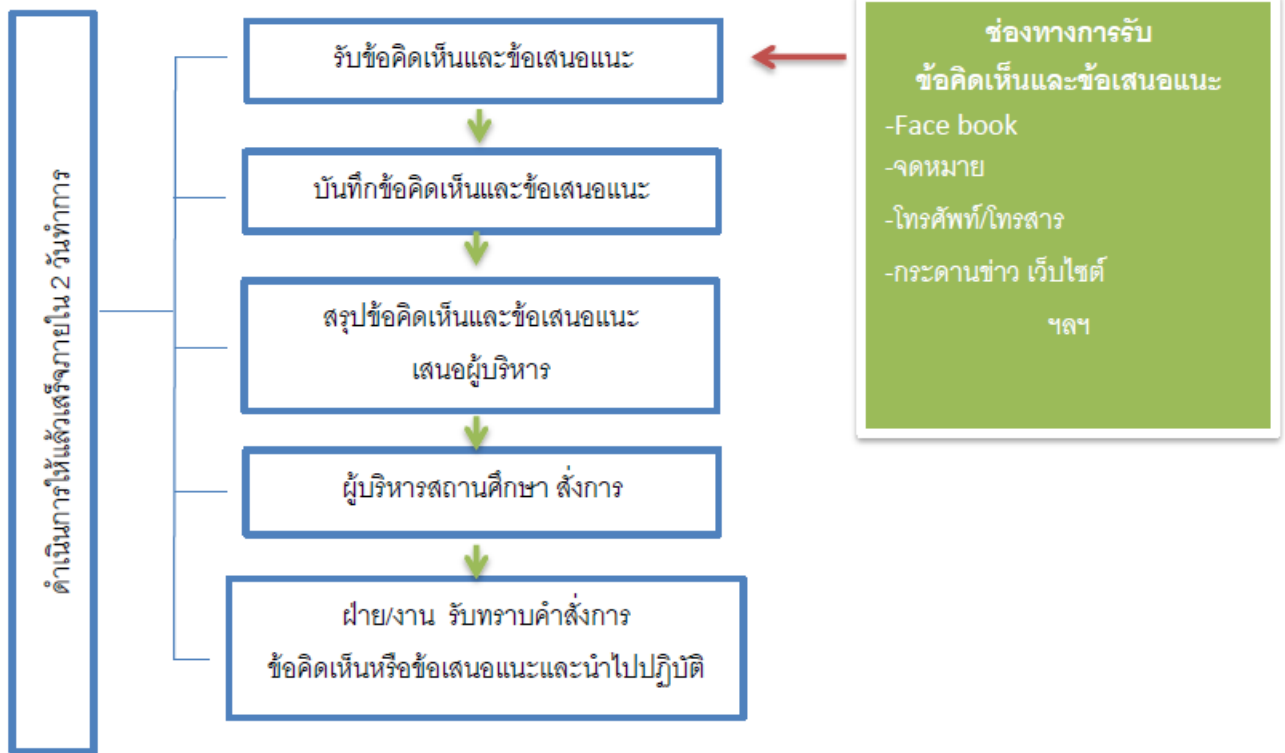 ดำเนินการให้แล้วเสร็จภายใน 2 วันทำการ
รับข้อคิดเห็นและข้อเสนอแนะ
บันทึกข้อคิดเห็นและข้อเสนอแนะ
สรุปข้อคิดเห็นและข้อเสนอแนะ
เสนอผู้บริหาร
ผู้บริหารสถานศึกษา สั่งการ
ฝ่าย/งาน รับทราบคำสั่งการ
ข้อคิดเห็นหรือข้อเสนอแนะและนำไปปฏิบัติ
ช่องทางการรับ
ข้อคิดเห็นและข้อเสนอแนะ
-Face book
-จดหมาย
-โทรศัพท์/โทรสาร
-กระดานข่าว เว็บไซต์
ฯลฯ